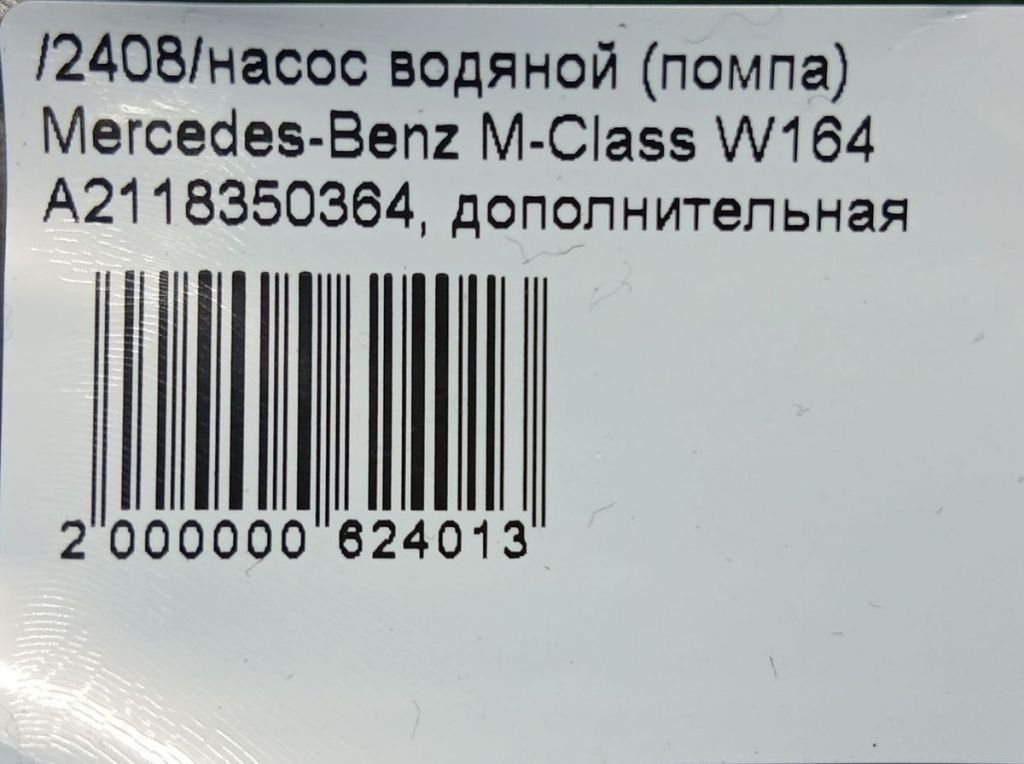 /2408/насос водяной (помпа)
Mercedes-Benz M-Class W164
A2118350364, дополнительная
2 000000 624013